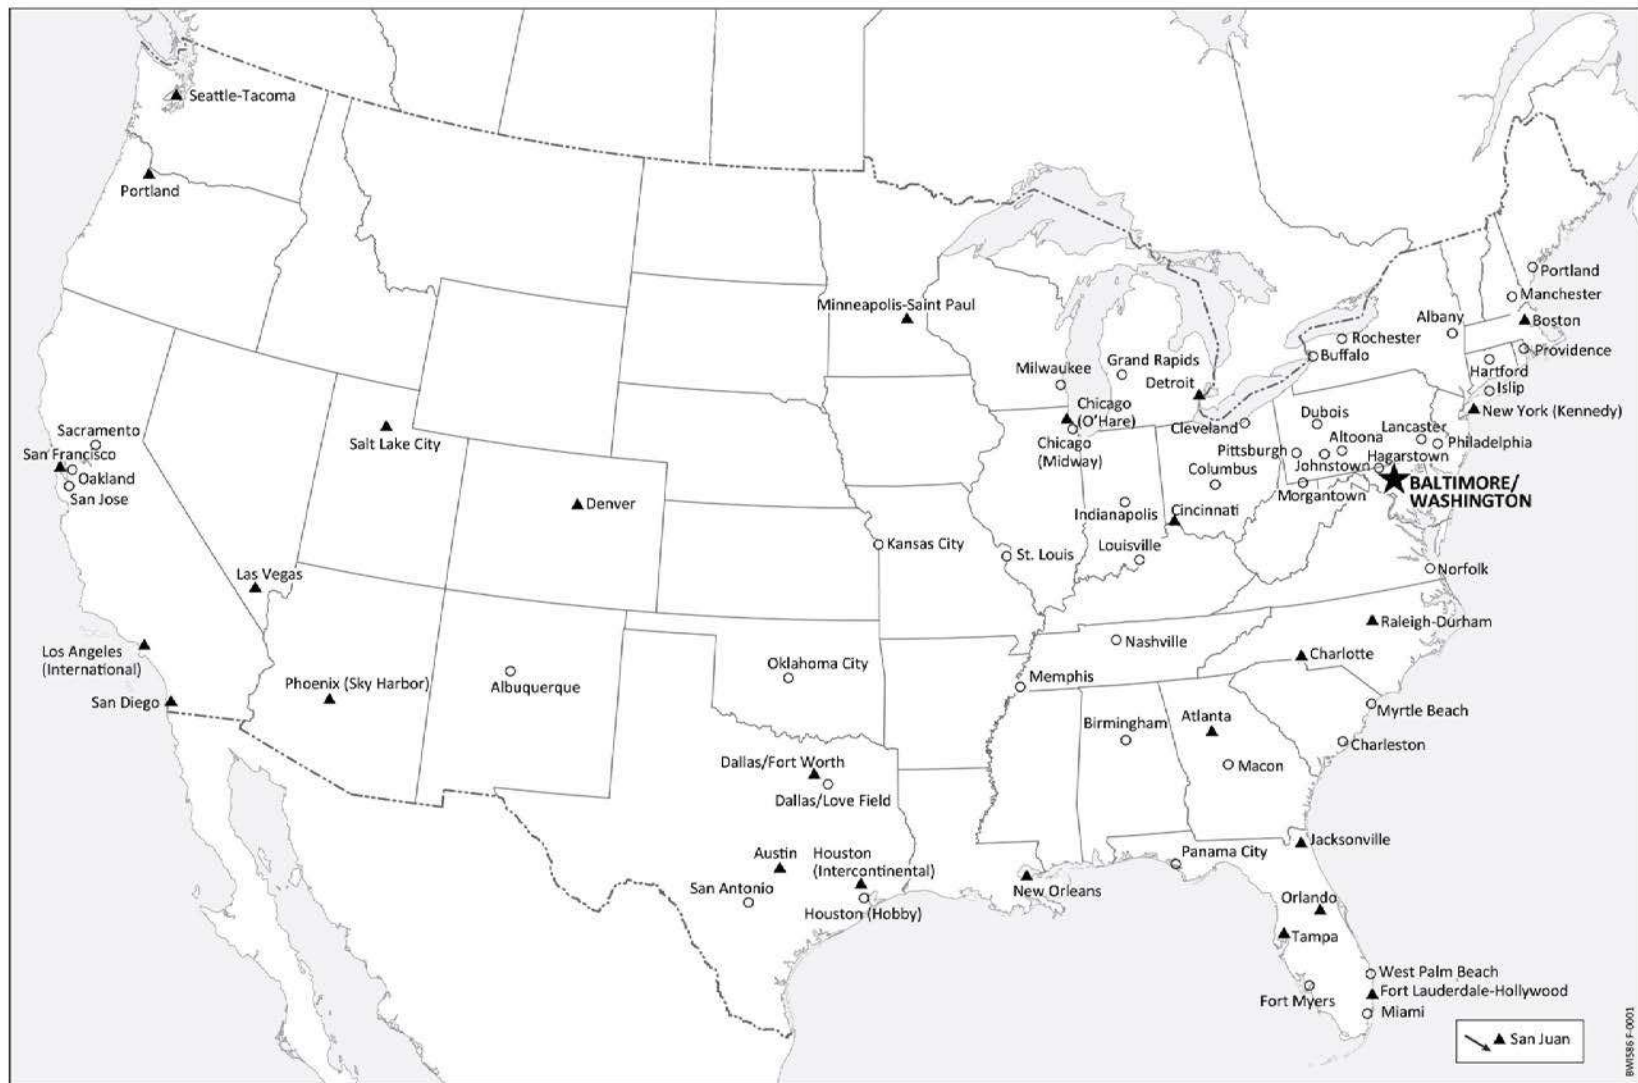 Seattle-Tacoma
Portland
Portland
Manchester
Minneapolis-Saint Paul
Albany
Boston
Rochester
Providence
Buffalo
Grand Rapids
Milwaukee
Hartford
Detroit
Islip
Chicago
(O'Hare)
New York (Kennedy)
Dubois
Cleveland
Lancaster
Sacramento
Altoona
Salt Lake City
Philadelphia
Chicago
(Midway)
Pittsburgh
San Francisco
Hagarstown
Johnstown
Columbus
Oakland
BALTIMORE/
WASHINGTON
San Jose
Morgantown
Denver
Indianapolis
Cincinnati
Kansas City
Louisville
St. Louis
Norfolk
Las Vegas
Raleigh-Durham
Nashville
Los Angeles
(International)
Charlotte
Oklahoma City
Memphis
Phoenix (Sky Harbor)
Albuquerque
San Diego
Myrtle Beach
Atlanta
Birmingham
Charleston
Dallas/Fort Worth
Macon
Dallas/Love Field
Jacksonville
Panama City
Austin
Houston
(Intercontinental)
San Antonio
New Orleans
Orlando
Houston (Hobby)
Tampa
West Palm Beach
Fort Lauderdale-Hollywood
Fort Myers
Miami
San Juan
BWI586 F-0001